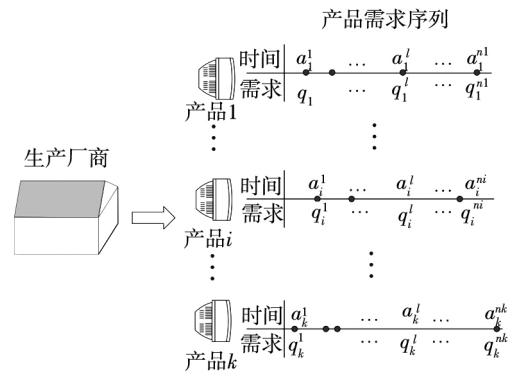 产品需求序列
时间 a_1^1 … a_1^l … a_1^{n1}
需求 q_1^1 … q_1^l … q_1^{n1}
产品1
生产厂商
时间 a_i^1 … a_i^l … a_i^{ni}
需求 q_i^1 … q_i^l … q_i^{ni}
产品i
时间 a_k^1 … a_k^l … a_k^{nk}
需求 q_k^1 … q_k^l … q_k^{nk}
产品k